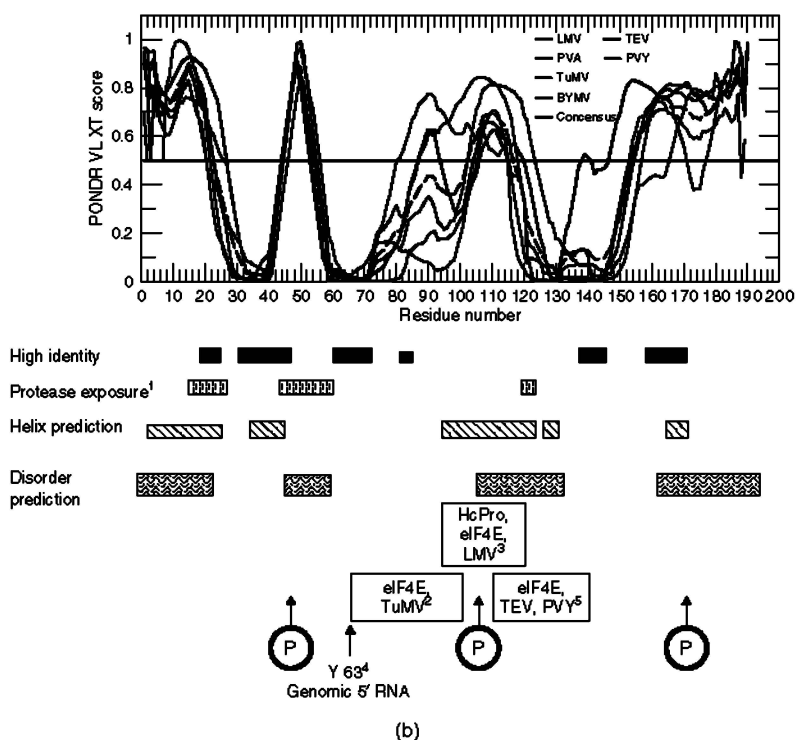 1
0.8
0.6
0.4
0.2
0
PONDR VL XT score
LMV TEV
PVA PVY
TuMV
BYMV
Concensus
0 10 20 30 40 50 60 70 80 90 100 110 120 130 140 150 160 170 180 190 200
Residue number
High identity
Protease exposure¹
Helix prediction
Disorder
prediction
HcPro,
eIF4E,
LMV³
eIF4E,
TuMV²
eIF4E,
TEV, PVY⁵
P
P
P
Y 63⁴
Genomic 5′ RNA
(b)